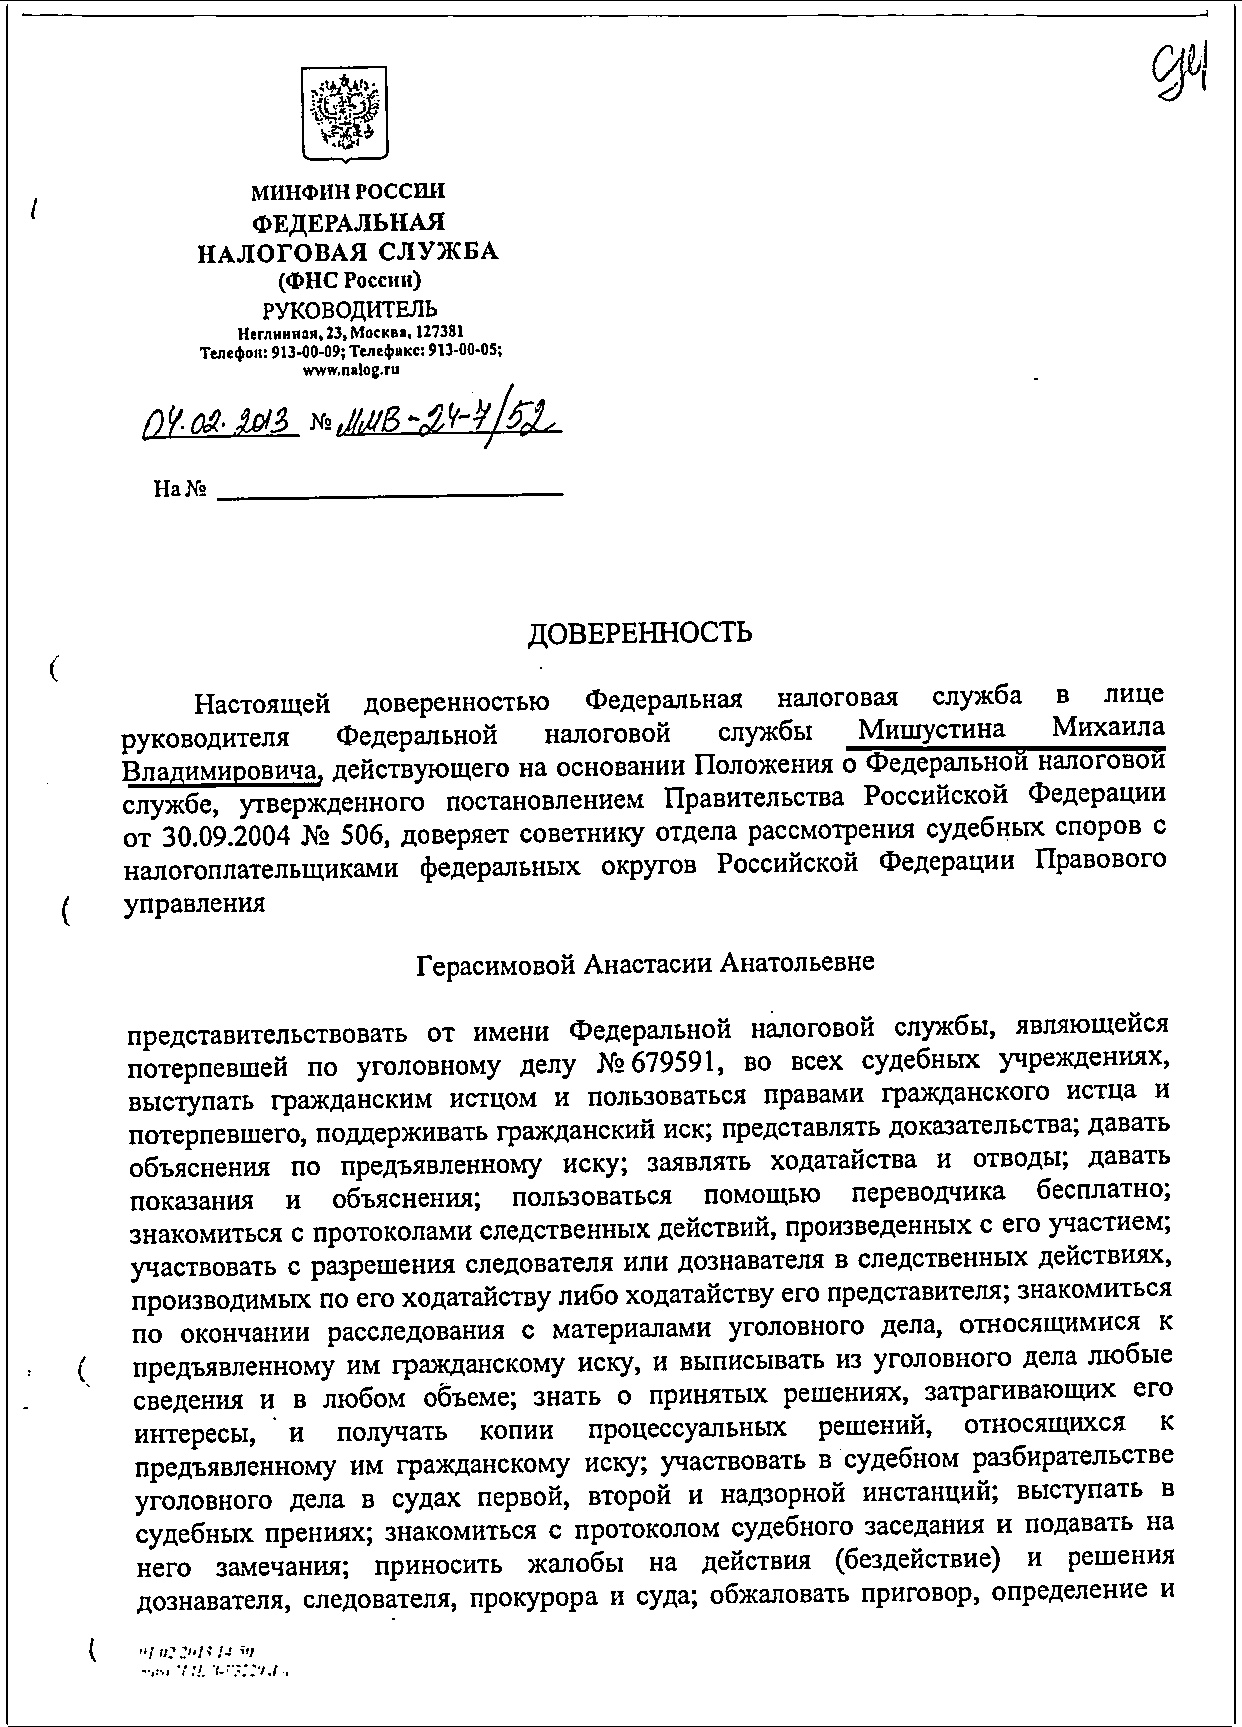 МИНФИН РОССИИ
ФЕДЕРАЛЬНАЯ
НАЛОГОВАЯ СЛУЖБА
(ФНС России)
РУКОВОДИТЕЛЬ
Неглинная, 23, Москва, 127381
Телефон: 913-00-09; Телефакс: 913-00-05;
www.nalog.ru
04.02.2013 № ММВ-24-7/52
На №
ДОВЕРЕННОСТЬ
Настоящей доверенностью Федеральная налоговая служба в лице
руководителя Федеральной налоговой службы Мишустина Михаила
Владимировича, действующего на основании Положения о Федеральной налоговой
службе, утвержденного постановлением Правительства Российской Федерации
от 30.09.2004 № 506, доверяет советнику отдела рассмотрения судебных споров с
налогоплательщиками федеральных округов Российской Федерации Правового
управления
Герасимовой Анастасии Анатольевне
представительствовать от имени Федеральной налоговой службы, являющейся
потерпевшей по уголовному делу № 679591, во всех судебных учреждениях,
выступать гражданским истцом и пользоваться правами гражданского истца и
потерпевшего, поддерживать гражданский иск; представлять доказательства; давать
объяснения по предъявленному иску; заявлять ходатайства и отводы; давать
показания и объяснения; пользоваться помощью переводчика бесплатно;
знакомиться с протоколами следственных действий, произведенных с его участием;
участвовать с разрешения следователя или дознавателя в следственных действиях,
производимых по его ходатайству либо ходатайству его представителя; знакомиться
по окончании расследования с материалами уголовного дела, относящимися к
предъявленному им гражданскому иску, и выписывать из уголовного дела любые
сведения и в любом объеме; знать о принятых решениях, затрагивающих его
интересы, и получать копии процессуальных решений, относящихся к
предъявленному им гражданскому иску; участвовать в судебном разбирательстве
уголовного дела в судах первой, второй и надзорной инстанций; выступать в
судебных прениях; знакомиться с протоколом судебного заседания и подавать на
него замечания; приносить жалобы на действия (бездействие) и решения
дознавателя, следователя, прокурора и суда; обжаловать приговор, определение и